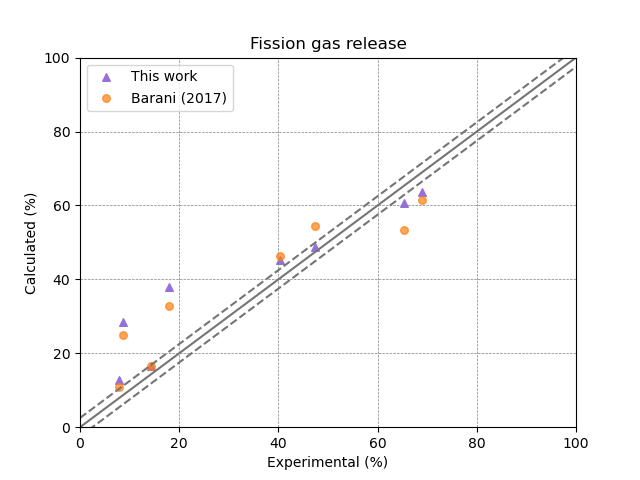 Fission gas release
This work
Barani (2017)
100
80
60
40
20
0
Calculated (%)
0 20 40 60 80 100
Experimental (%)